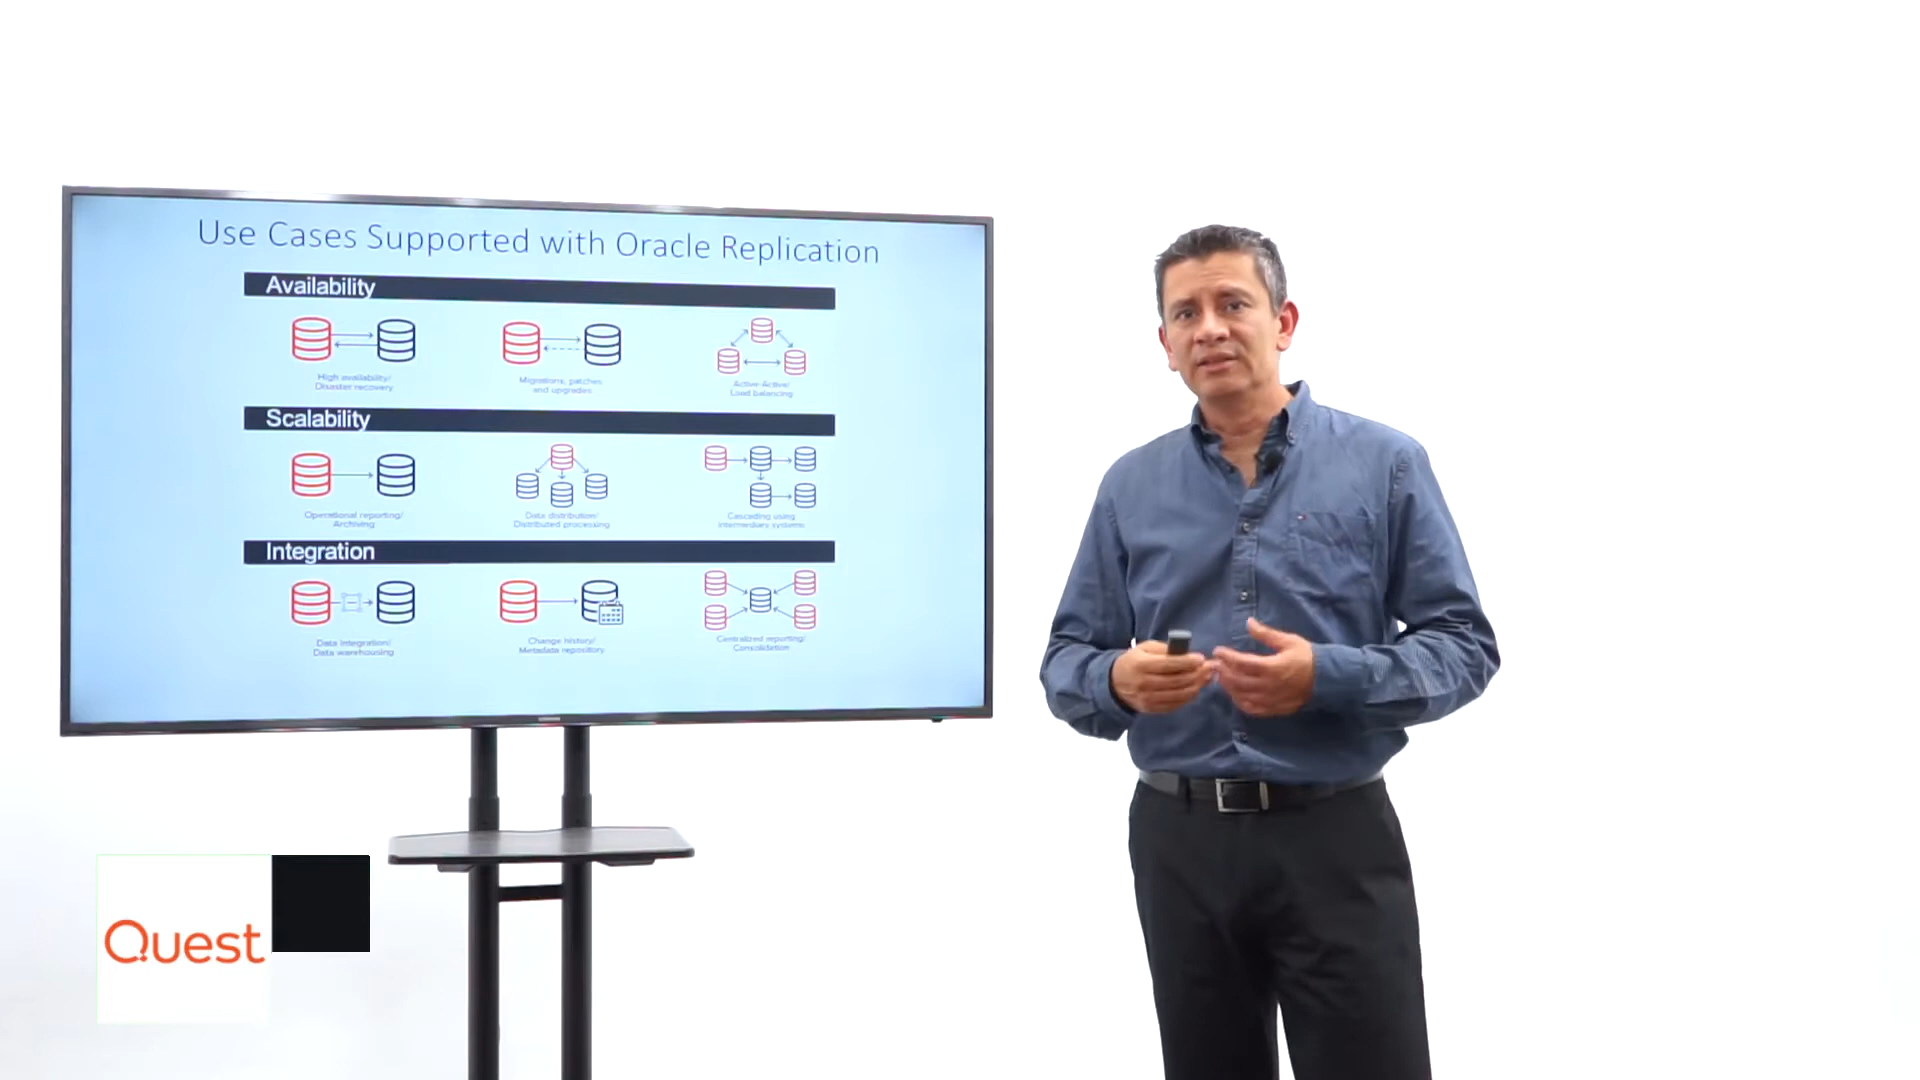 Use Cases Supported with Oracle Replication
Availability
High availability/
Disaster recovery
Migrations, patches
and upgrades
Active-Active/
Load balancing
Scalability
Operational reporting/
Archiving
Data distribution/
Distributed processing
Cascading using
intermediary systems
Integration
Data integration/
Data warehousing
Change history/
Metadata repository
Centralized reporting/
Consolidation
Quest